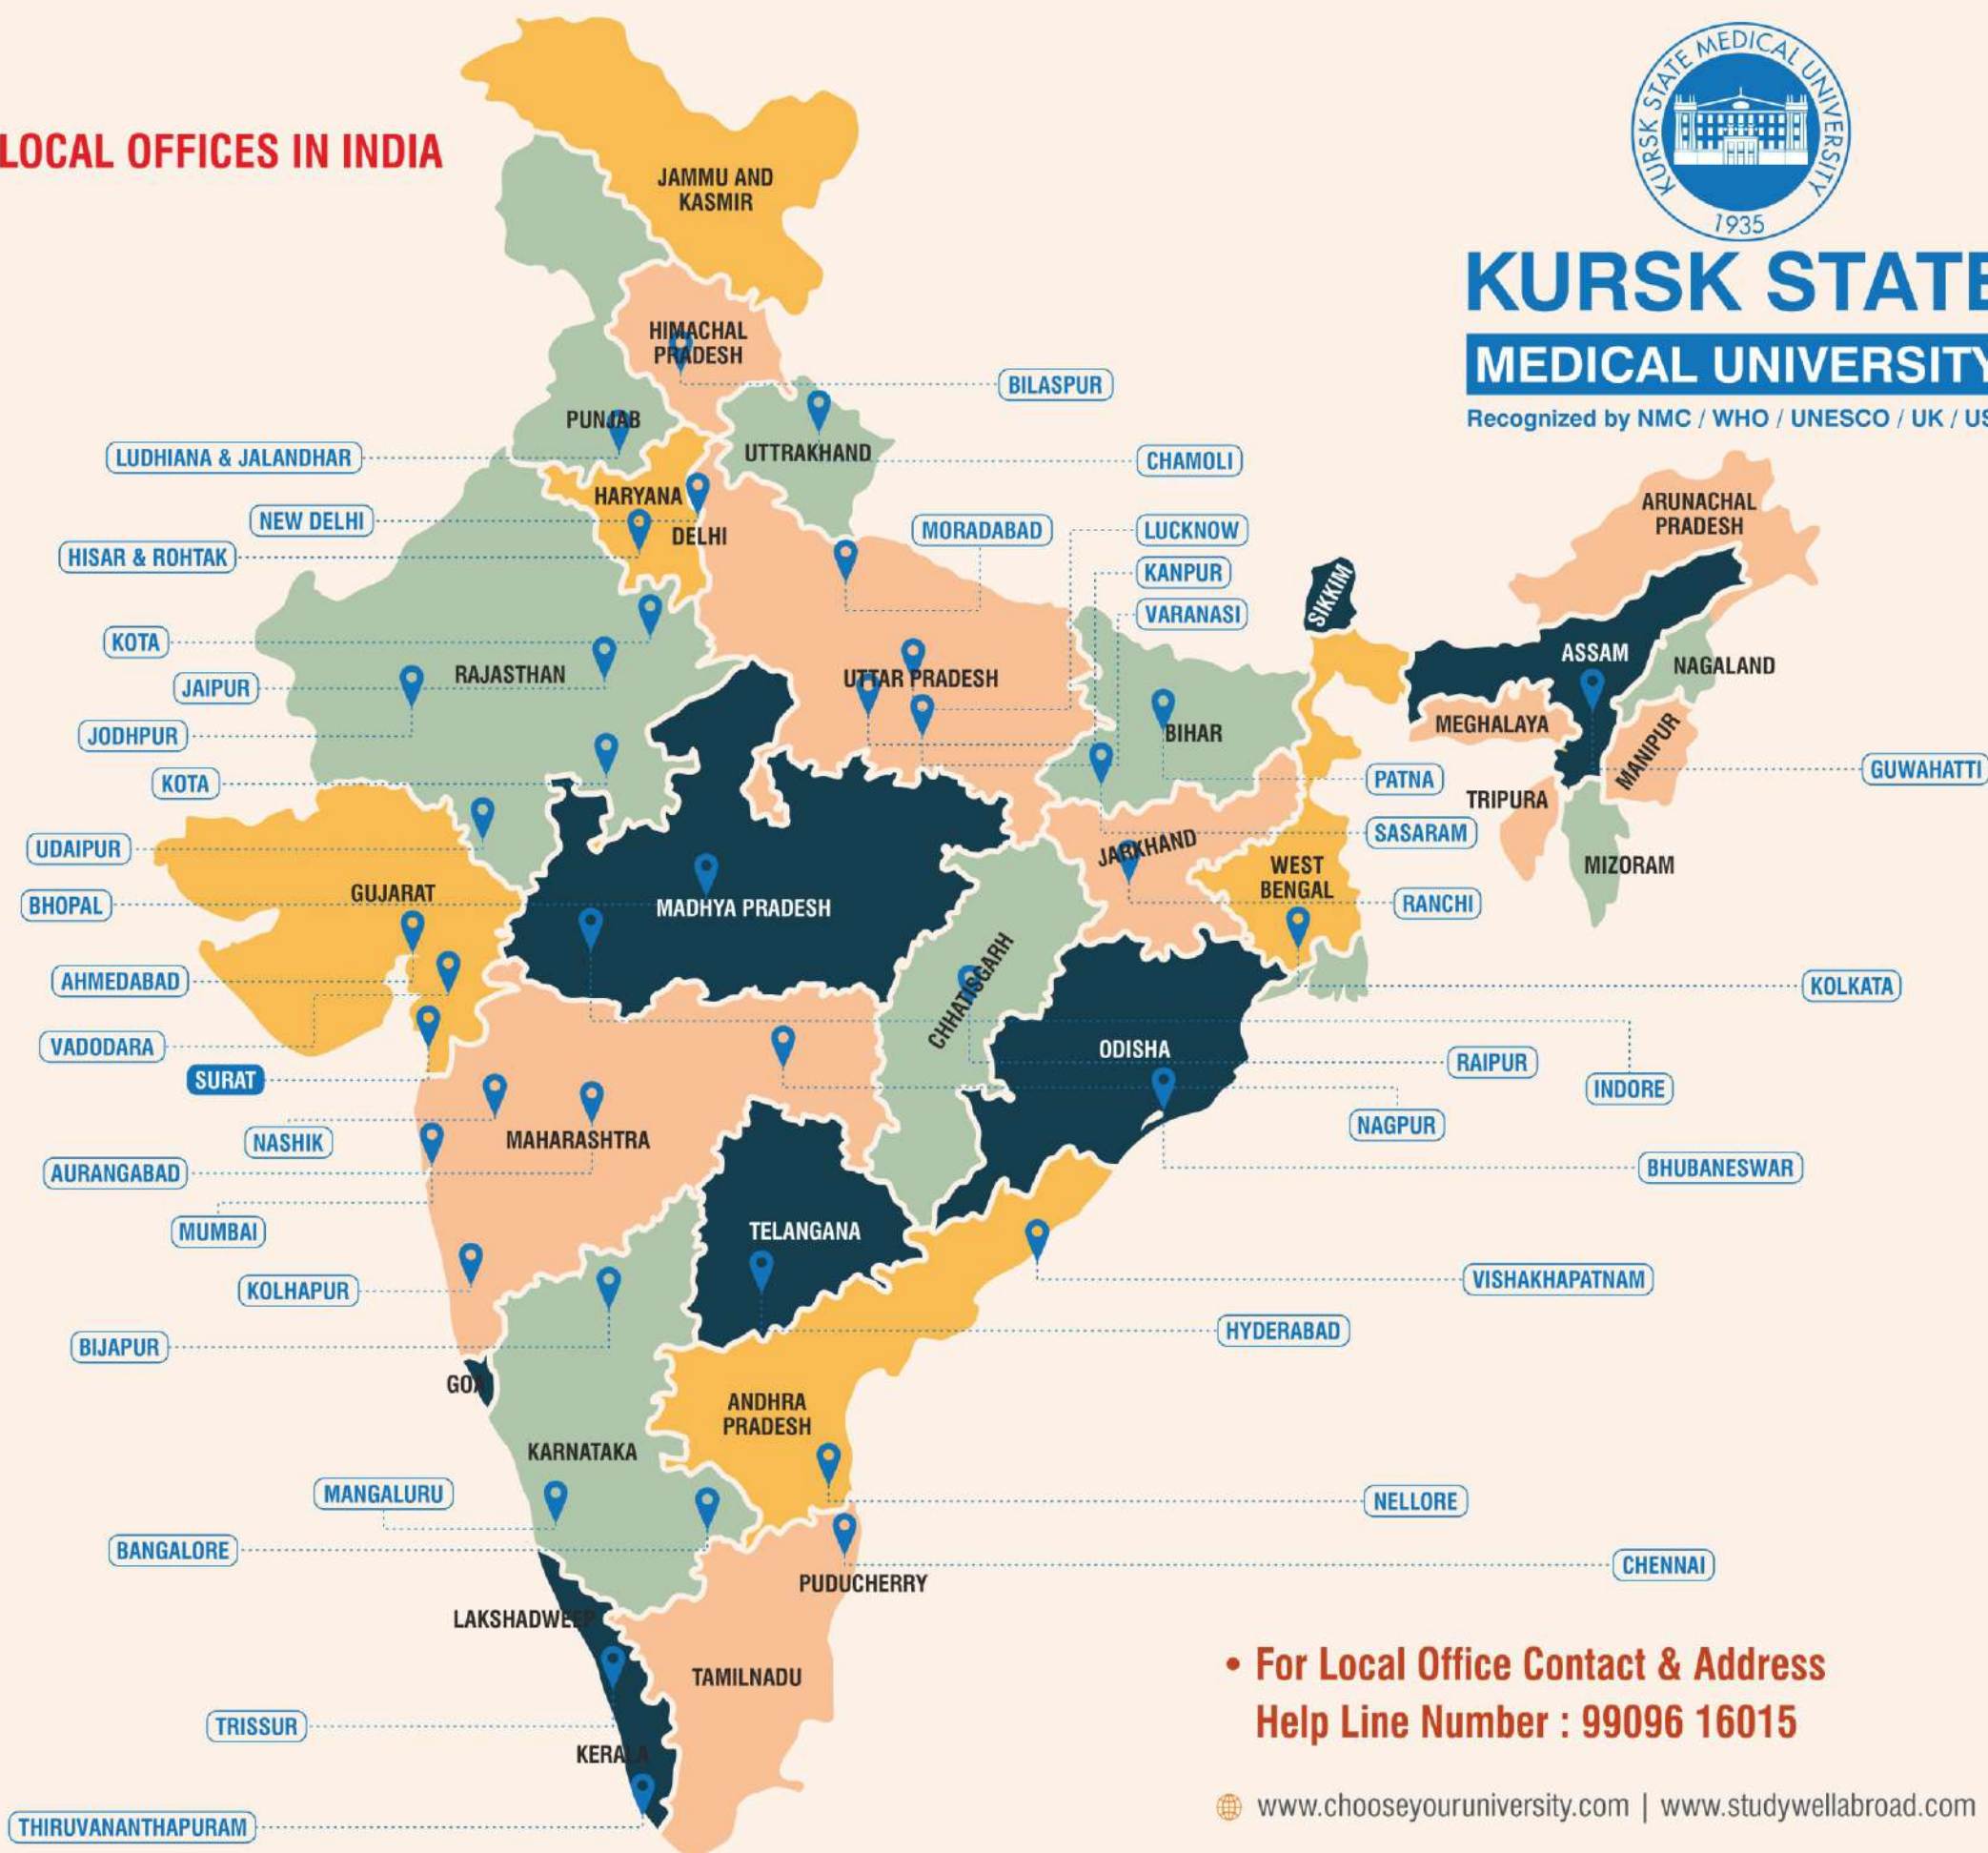 LOCAL OFFICES IN INDIA
KURSK STATE MEDICAL UNIVERSITY
1935
KURSK STATE
MEDICAL UNIVERSITY
Recognized by NMC / WHO / UNESCO / UK / US
JAMMU AND
KASMIR
HIMACHAL
PRADESH
BILASPUR
PUNJAB
UTTRAKHAND
LUDHIANA & JALANDHAR
CHAMOLI
HARYANA
NEW DELHI
DELHI
MORADABAD
LUCKNOW
ARUNACHAL
PRADESH
HISAR & ROHTAK
KANPUR
SIKKIM
VARANASI
KOTA
ASSAM
NAGALAND
JAIPUR
RAJASTHAN
UTTAR PRADESH
MEGHALAYA
MANIPUR
JODHPUR
BIHAR
KOTA
PATNA
GUWAHATTI
TRIPURA
UDAIPUR
JARKHAND
SASARAM
MIZORAM
GUJARAT
WEST
BENGAL
BHOPAL
MADHYA PRADESH
RANCHI
AHMEDABAD
CHHATISGARH
KOLKATA
VADODARA
ODISHA
RAIPUR
SURAT
INDORE
NASHIK
MAHARASHTRA
NAGPUR
AURANGABAD
BHUBANESWAR
MUMBAI
TELANGANA
KOLHAPUR
VISHAKHAPATNAM
BIJAPUR
HYDERABAD
GOA
ANDHRA
PRADESH
KARNATAKA
MANGALURU
NELLORE
BANGALORE
CHENNAI
PUDUCHERRY
LAKSHADWEEP
TAMILNADU
TRISSUR
KERALA
THIRUVANANTHAPURAM
• For Local Office Contact & Address
Help Line Number : 99096 16015
www.chooseyouruniversity.com | www.studywellabroad.com